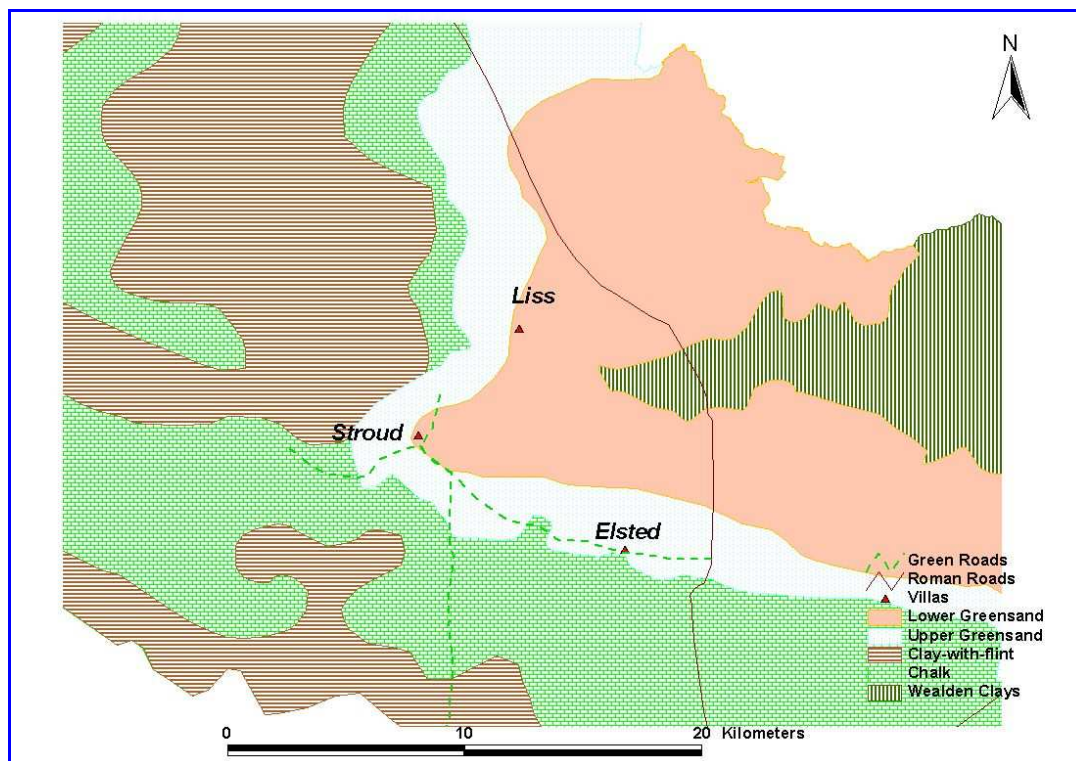 N
Liss
Stroud
Elsted
Green Roads
Roman Roads
Villas
Lower Greensand
Upper Greensand
Clay-with-flint
Chalk
Wealden Clays
0 10 20 Kilometers